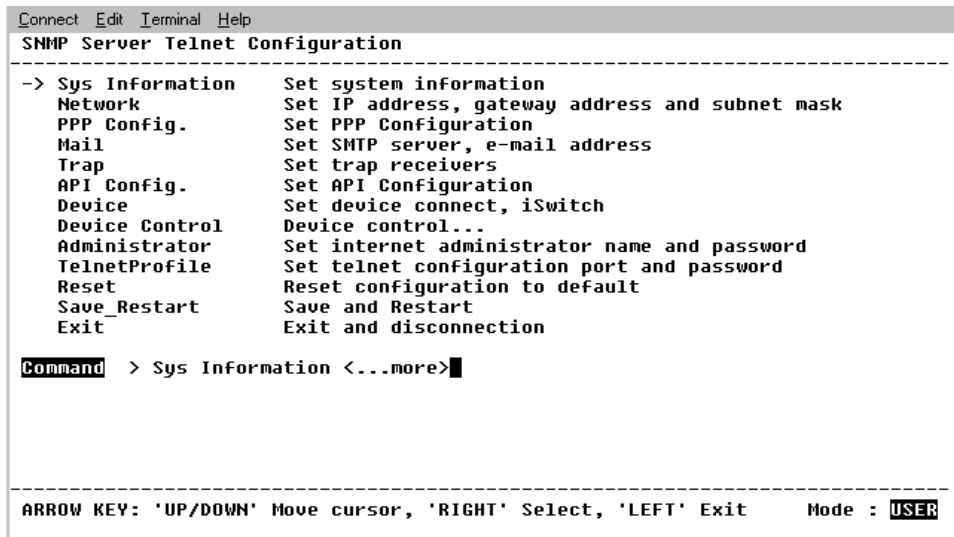 Connect Edit Terminal Help
SNMP Server Telnet Configuration
-> Sys Information Set system information
Network Set IP address, gateway address and subnet mask
PPP Config. Set PPP Configuration
Mail Set SMTP server, e-mail address
Trap Set trap receivers
API Config. Set API Configuration
Device Set device connect, iSwitch
Device Control Device control...
Administrator Set internet administrator name and password
TelnetProfile Set telnet configuration port and password
Reset Reset configuration to default
Save_Restart Save and Restart
Exit Exit and disconnection
Command > Sys Information <...more>
ARROW KEY: 'UP/DOWN' Move cursor, 'RIGHT' Select, 'LEFT' Exit Mode : USER